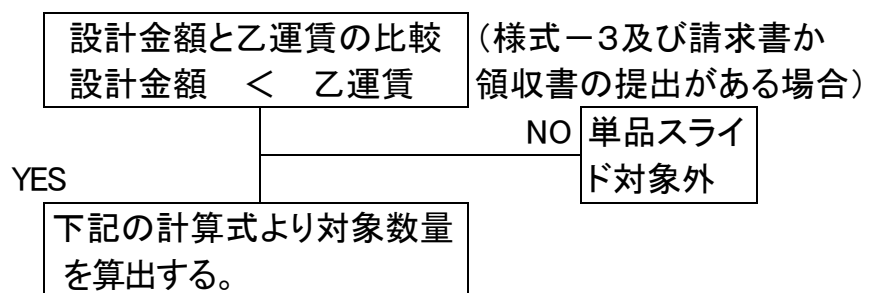 設計金額と乙運賃の比較 (様式－3及び請求書か
設計金額 ＜ 乙運賃 領収書の提出がある場合)
NO 単品スライ
YES ド対象外
下記の計算式より対象数量
を算出する。